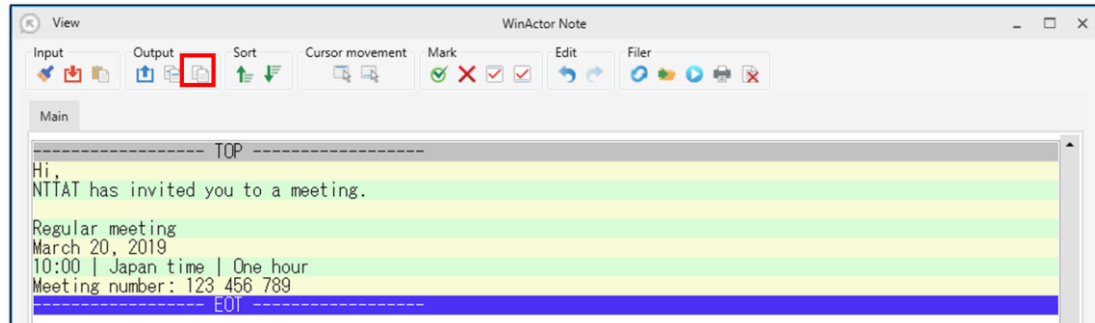 View
WinActor Note
Input Output Sort Cursor movement Mark Edit Filer
Main
------------------ TOP ------------------
Hi,
NTTAT has invited you to a meeting.
Regular meeting
March 20, 2019
10:00 | Japan time | One hour
Meeting number: 123 456 789
------------------ EOT ------------------